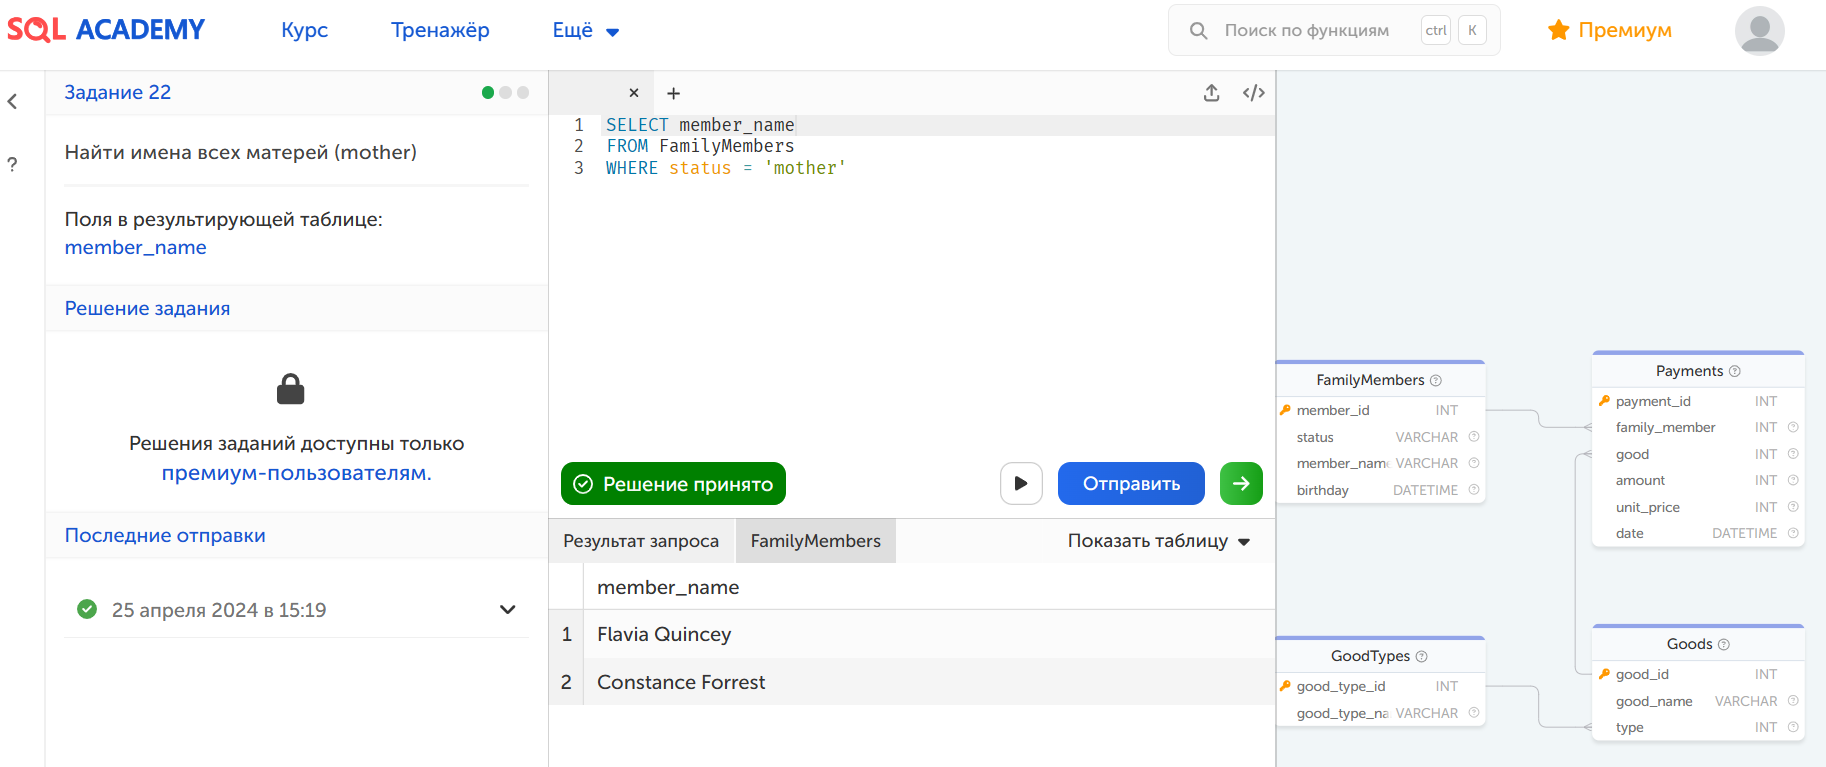 SQL ACADEMY
Курс
Тренажёр
Ещё
Поиск по функциям
ctrl
K
Премиум
Задание 22
Найти имена всех матерей (mother)
Поля в результирующей таблице:
member_name
Решение задания
Решения заданий доступны только
премиум-пользователям.
Последние отправки
25 апреля 2024 в 15:19
?
1 SELECT member_name
2 FROM FamilyMembers
3 WHERE status = 'mother'
Решение принято
Отправить
Результат запроса
FamilyMembers
Показать таблицу
member_name
1 Flavia Quincey
2 Constance Forrest
FamilyMembers
member_id INT
status VARCHAR
member_name VARCHAR
birthday DATETIME
Payments
payment_id INT
family_member INT
good INT
amount INT
unit_price INT
date DATETIME
GoodTypes
good_type_id INT
good_type_na VARCHAR
Goods
good_id INT
good_name VARCHAR
type INT